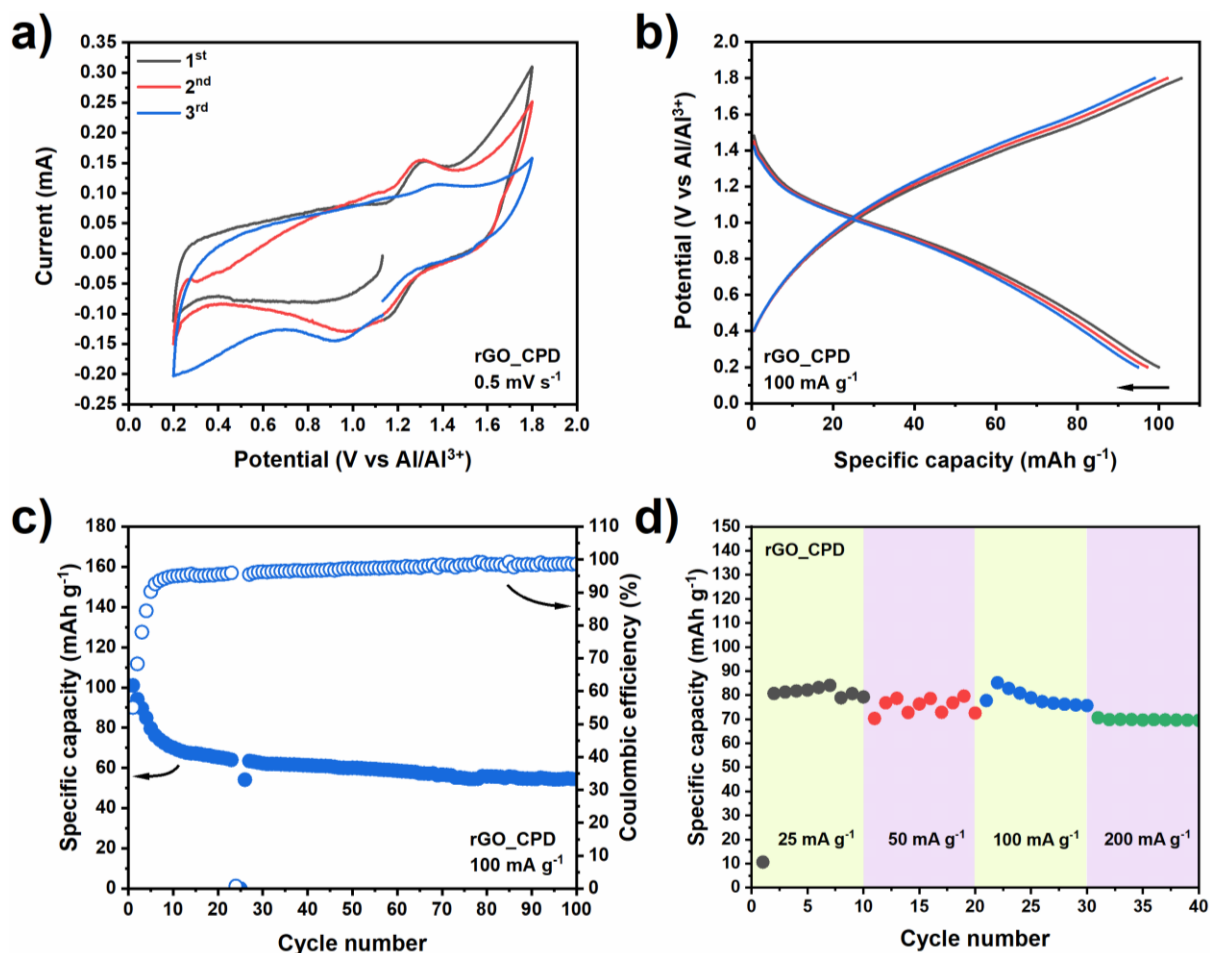 a)
0.35
0.30
0.25
0.20
0.15
0.10
0.05
0.00
-0.05
-0.10
-0.15
-0.20
-0.25
Current (mA)
1st
2nd
3rd
rGO_CPD
0.5 mV s-1
0.0 0.2 0.4 0.6 0.8 1.0 1.2 1.4 1.6 1.8 2.0
Potential (V vs Al/Al3+)
b)
2.0
1.8
1.6
1.4
1.2
1.0
0.8
0.6
0.4
0.2
0.0
Potential (V vs Al/Al3+)
rGO_CPD
100 mA g-1
0 20 40 60 80 100
Specific capacity (mAh g-1)
c)
180
160
140
120
100
80
60
40
20
0
Specific capacity (mAh g-1)
110
100
90
80
70
60
50
40
30
20
10
0
Coulombic efficiency (%)
rGO_CPD
100 mA g-1
0 10 20 30 40 50 60 70 80 90 100
Cycle number
d)
150
140
130
120
110
100
90
80
70
60
50
40
30
20
10
0
Specific capacity (mAh g-1)
rGO_CPD
25 mA g-1
50 mA g-1
100 mA g-1
200 mA g-1
0 10 20 30 40
Cycle number